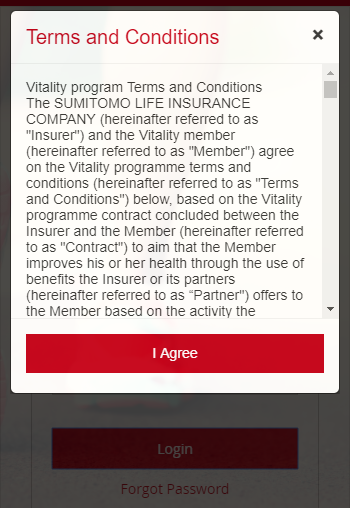 Terms and Conditions
×
Vitality program Terms and Conditions
The SUMITOMO LIFE INSURANCE
COMPANY (hereinafter referred to as
"Insurer") and the Vitality member
(hereinafter referred to as "Member") agree
on the Vitality programme terms and
conditions (hereinafter referred to as "Terms
and Conditions") below, based on the Vitality
programme contract concluded between the
Insurer and the Member (hereinafter referred
to as "Contract") to aim that the Member
improves his or her health through the use of
benefits the Insurer or its partners
(hereinafter referred to as “Partner") offers to
the Member based on the activity the
I Agree
Login
Forgot Password